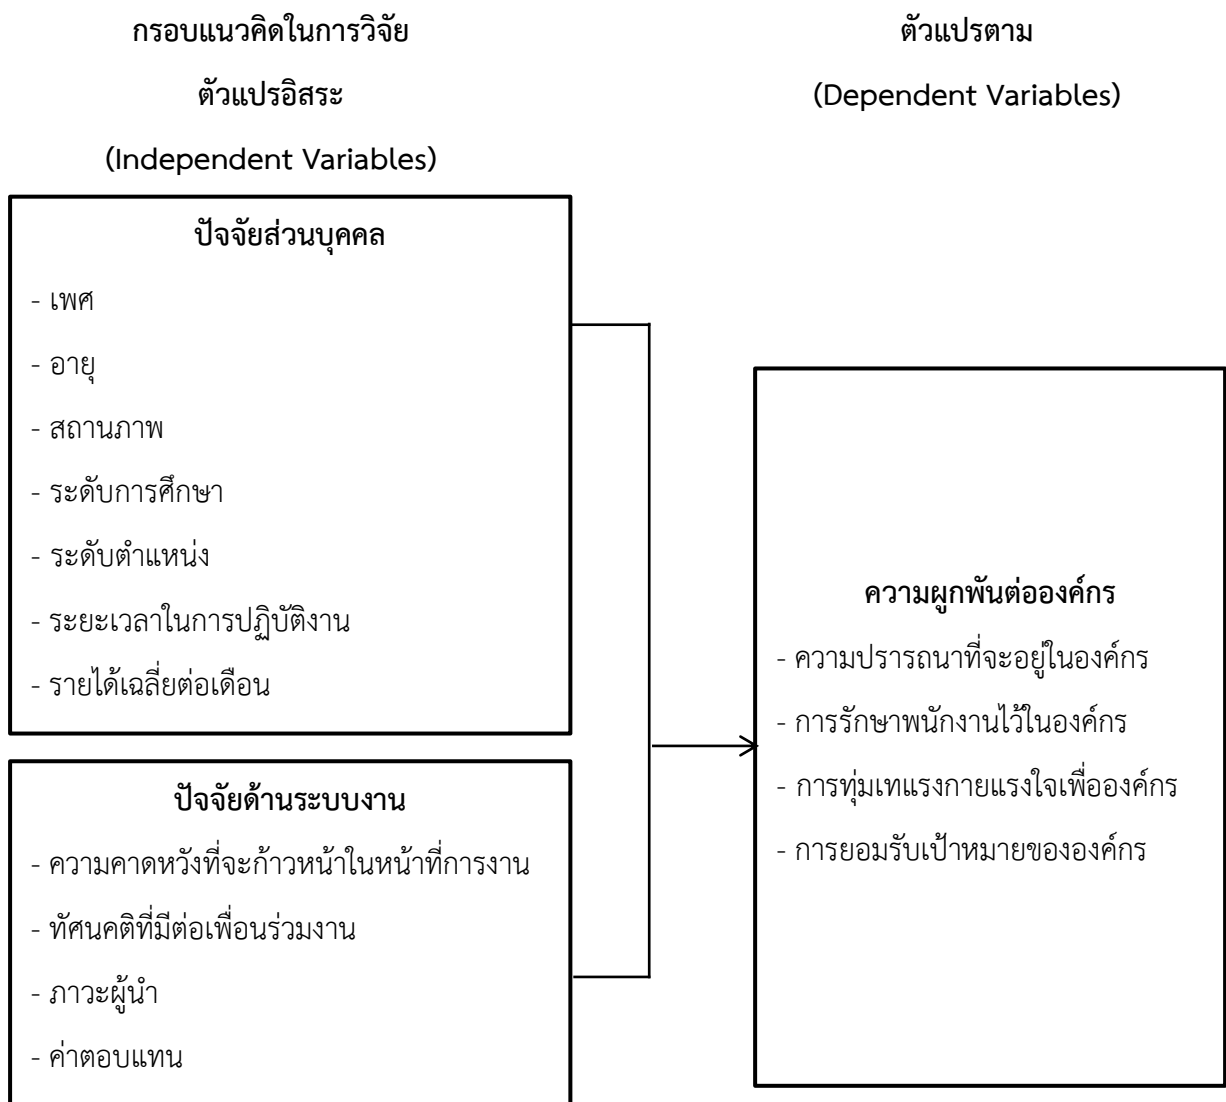 กรอบแนวคิดในการวิจัย
ตัวแปรอิสระ
(Independent Variables)
ตัวแปรตาม
(Dependent Variables)
ปัจจัยส่วนบุคคล
- เพศ
- อายุ
- สถานภาพ
- ระดับการศึกษา
- ระดับตำแหน่ง
- ระยะเวลาในการปฏิบัติงาน
- รายได้เฉลี่ยต่อเดือน
ปัจจัยด้านระบบงาน
- ความคาดหวังที่จะก้าวหน้าในหน้าที่การงาน
- ทัศนคติที่มีต่อเพื่อนร่วมงาน
- ภาวะผู้นำ
- ค่าตอบแทน
ความผูกพันต่อองค์กร
- ความปรารถนาที่จะอยู่ในองค์กร
- การรักษาพนักงานไว้ในองค์กร
- การทุ่มเทแรงกายแรงใจเพื่อองค์กร
- การยอมรับเป้าหมายขององค์กร